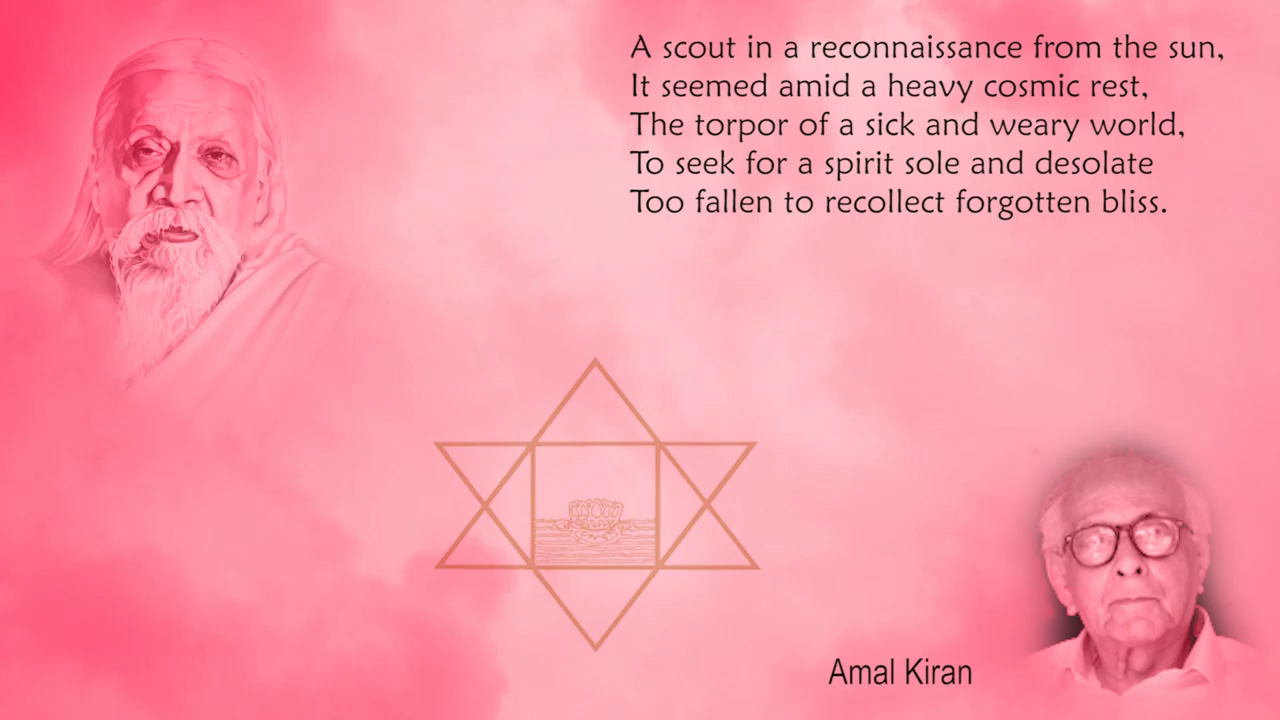 A scout in a reconnaissance from the sun,
It seemed amid a heavy cosmic rest,
The torpor of a sick and weary world,
To seek for a spirit sole and desolate
Too fallen to recollect forgotten bliss.
Amal Kiran